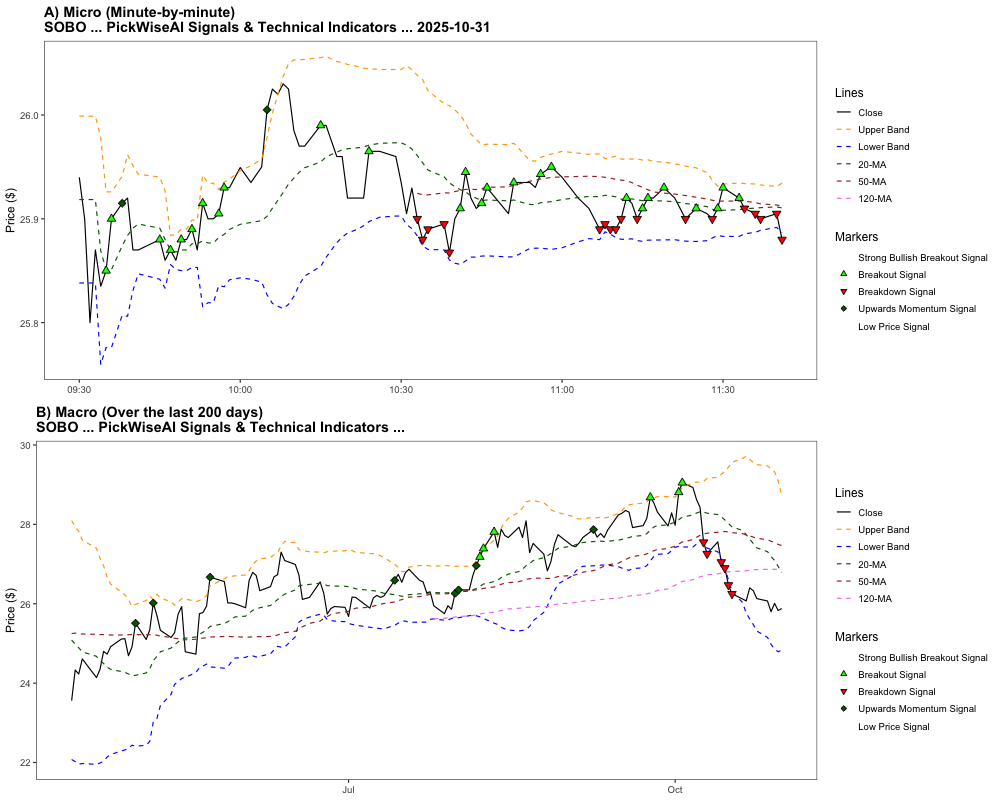 A) Micro (Minute-by-minute)
SOBO ... PickWiseAI Signals & Technical Indicators ... 2025-10-31
Price ($)
26.0
25.9
25.8
09:30
10:00
10:30
11:00
11:30
Lines
Close
Upper Band
Lower Band
20-MA
50-MA
120-MA
Markers
Strong Bullish Breakout Signal
Breakout Signal
Breakdown Signal
Upwards Momentum Signal
Low Price Signal
B) Macro (Over the last 200 days)
SOBO ... PickWiseAI Signals & Technical Indicators ...
Price ($)
30
28
26
24
22
Jul
Oct
Lines
Close
Upper Band
Lower Band
20-MA
50-MA
120-MA
Markers
Strong Bullish Breakout Signal
Breakout Signal
Breakdown Signal
Upwards Momentum Signal
Low Price Signal